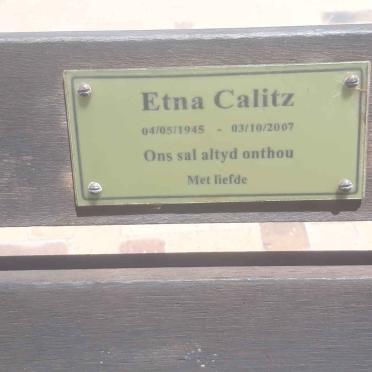 Etna Calitz
04/05/1945 - 03/10/2007
Ons sal altyd onthou
Met liefde